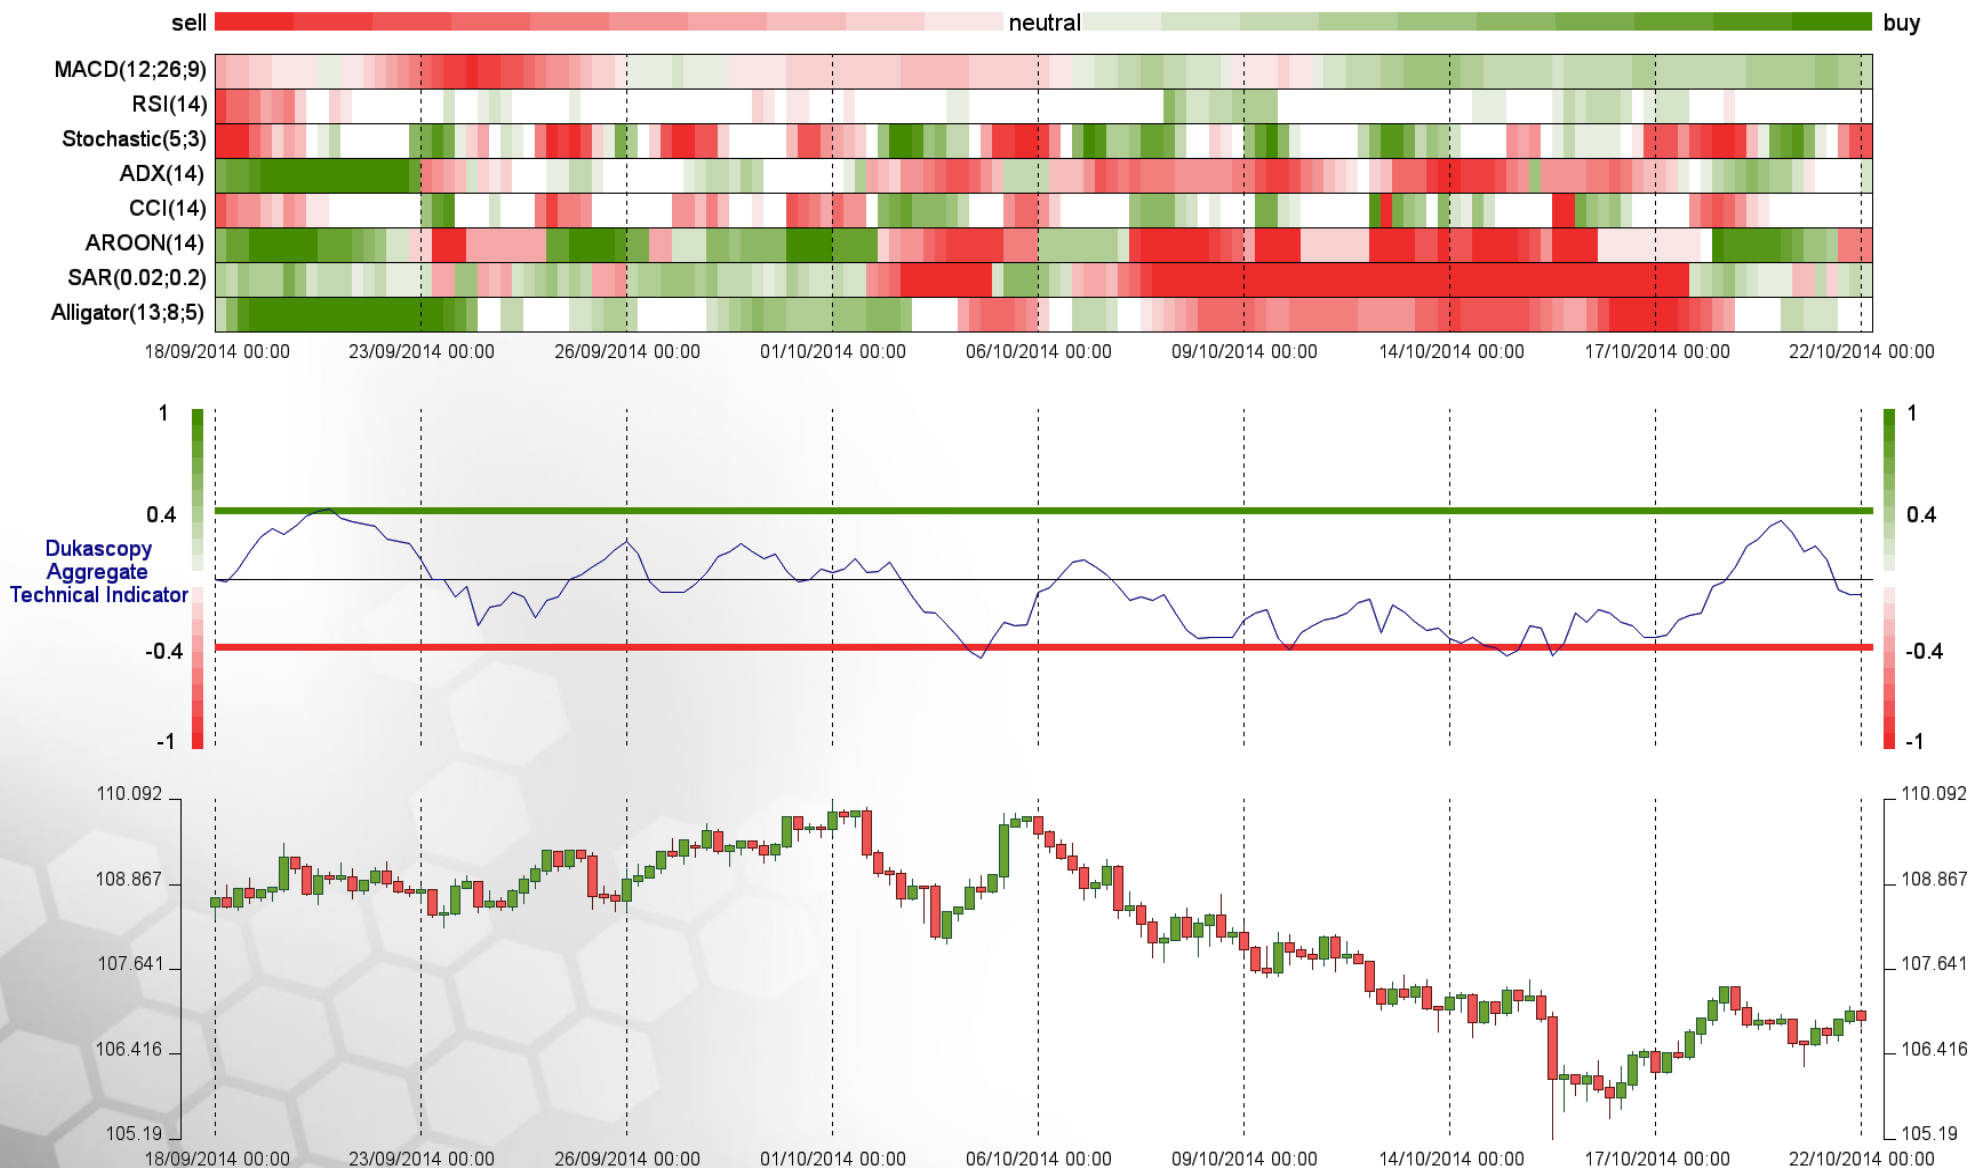 sell neutral buy
MACD(12;26;9)
RSI(14)
Stochastic(5;3)
ADX(14)
CCI(14)
AROON(14)
SAR(0.02;0.2)
Alligator(13;8;5)
18/09/2014 00:00 23/09/2014 00:00 26/09/2014 00:00 01/10/2014 00:00 06/10/2014 00:00 09/10/2014 00:00 14/10/2014 00:00 17/10/2014 00:00 22/10/2014 00:00
1 1
0.4 0.4
Dukascopy
Aggregate
Technical Indicator
-0.4 -0.4
-1 -1
110.092 110.092
108.867 108.867
107.641 107.641
106.416 106.416
105.19 105.19
18/09/2014 00:00 23/09/2014 00:00 26/09/2014 00:00 01/10/2014 00:00 06/10/2014 00:00 09/10/2014 00:00 14/10/2014 00:00 17/10/2014 00:00 22/10/2014 00:00